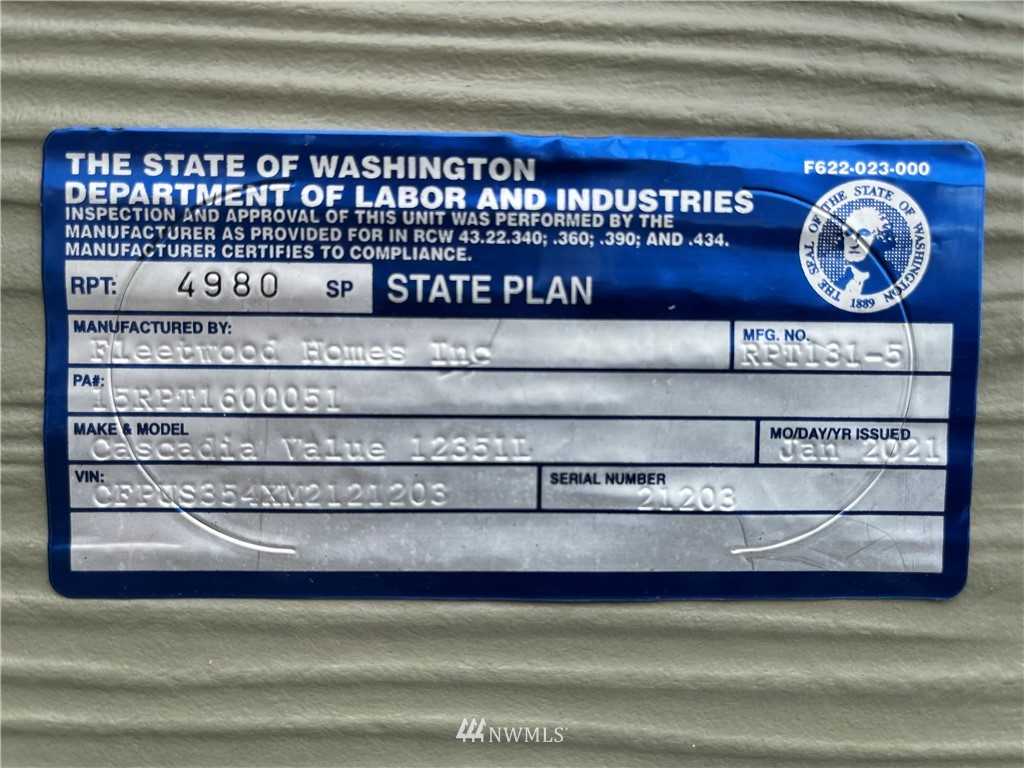 THE STATE OF WASHINGTON
DEPARTMENT OF LABOR AND INDUSTRIES
F622-023-000
INSPECTION AND APPROVAL OF THIS UNIT WAS PERFORMED BY THE
MANUFACTURER AS PROVIDED FOR IN RCW 43.22.340; .360; .390; AND .434.
MANUFACTURER CERTIFIES TO COMPLIANCE.
THE SEAL OF THE STATE OF WASHINGTON
1889
RPT: 4980 SP STATE PLAN
MANUFACTURED BY: MFG. NO.
Fleetwood Homes Inc RPT131-5
PA#:
15RPT1600051
MAKE & MODEL MO/DAY/YR ISSUED
Cascadia Value 12351L Jan 2021
VIN: SERIAL NUMBER
CFPUS354XM2121203 21203
NWMLS